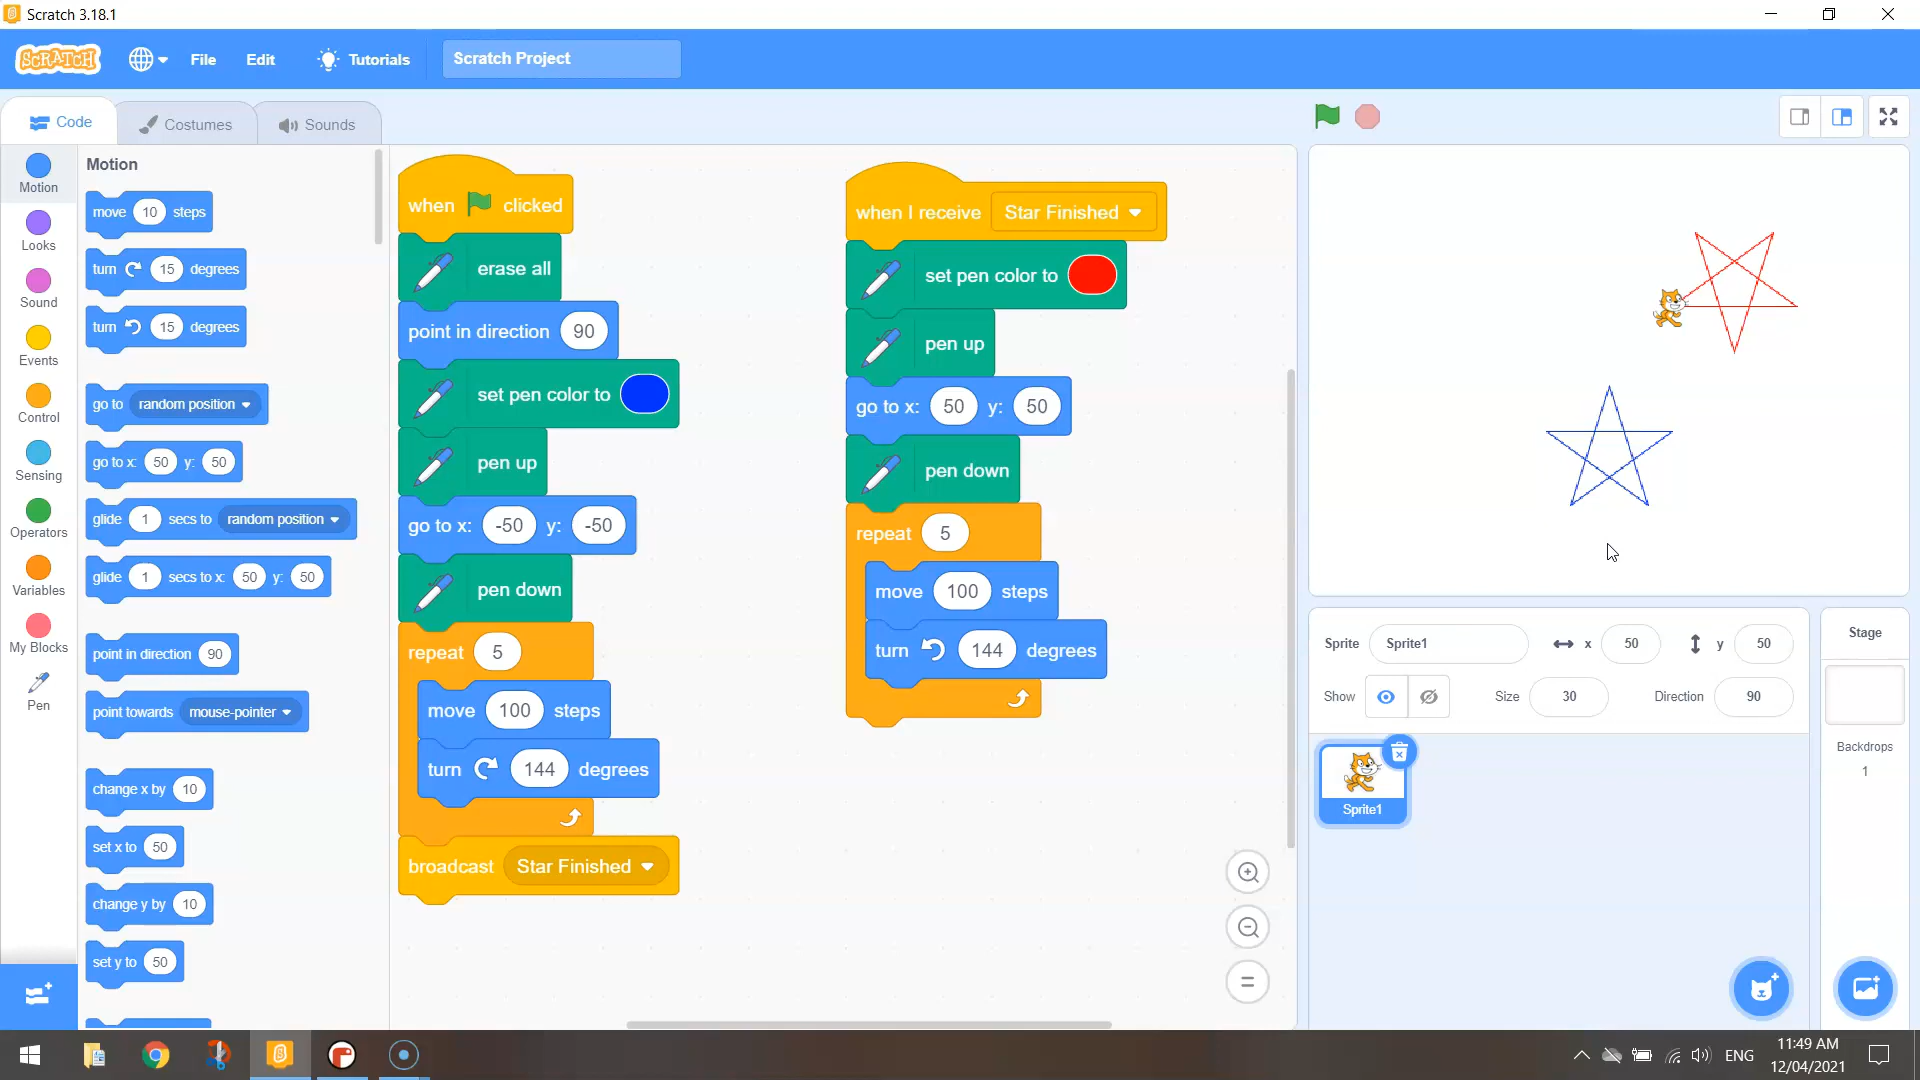 Scratch 3.18.1
SCRATCH
File
Edit
Tutorials
Scratch Project
Code
Costumes
Sounds
Motion
Looks
Sound
Events
Control
Sensing
Operators
Variables
My Blocks
Pen
Motion
move 10 steps
turn 15 degrees
turn 15 degrees
go to random position
go to x: 50 y: 50
glide 1 secs to random position
glide 1 secs to x: 50 y: 50
point in direction 90
point towards mouse-pointer
change x by 10
set x to 50
change y by 10
set y to 50
when clicked
erase all
point in direction 90
set pen color to
pen up
go to x: -50 y: -50
pen down
repeat 5
move 100 steps
turn 144 degrees
broadcast Star Finished
when I receive Star Finished
set pen color to
pen up
go to x: 50 y: 50
pen down
repeat 5
move 100 steps
turn 144 degrees
Sprite Sprite1 x 50 y 50
Show Size 30 Direction 90
Sprite1
Stage
Backdrops
1
ENG
11:49 AM
12/04/2021